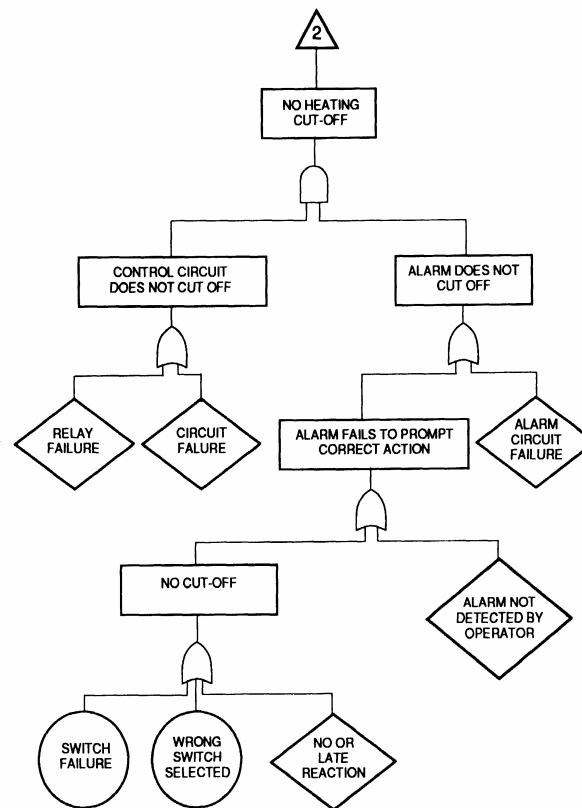 2
NO HEATING
CUT-OFF
CONTROL CIRCUIT
DOES NOT CUT OFF
ALARM DOES NOT
CUT OFF
RELAY
FAILURE
CIRCUIT
FALURE
ALARM FAILS TO PROMPT
CORRECT ACTION
ALARM
CIRCUIT
FAILURE
NO CUT-OFF
ALARM NOT
DETECTED BY
OPERATOR
SWITCH
FAILURE
WRONG
SWITCH
SELECTED
NO OR
LATE
REACTION